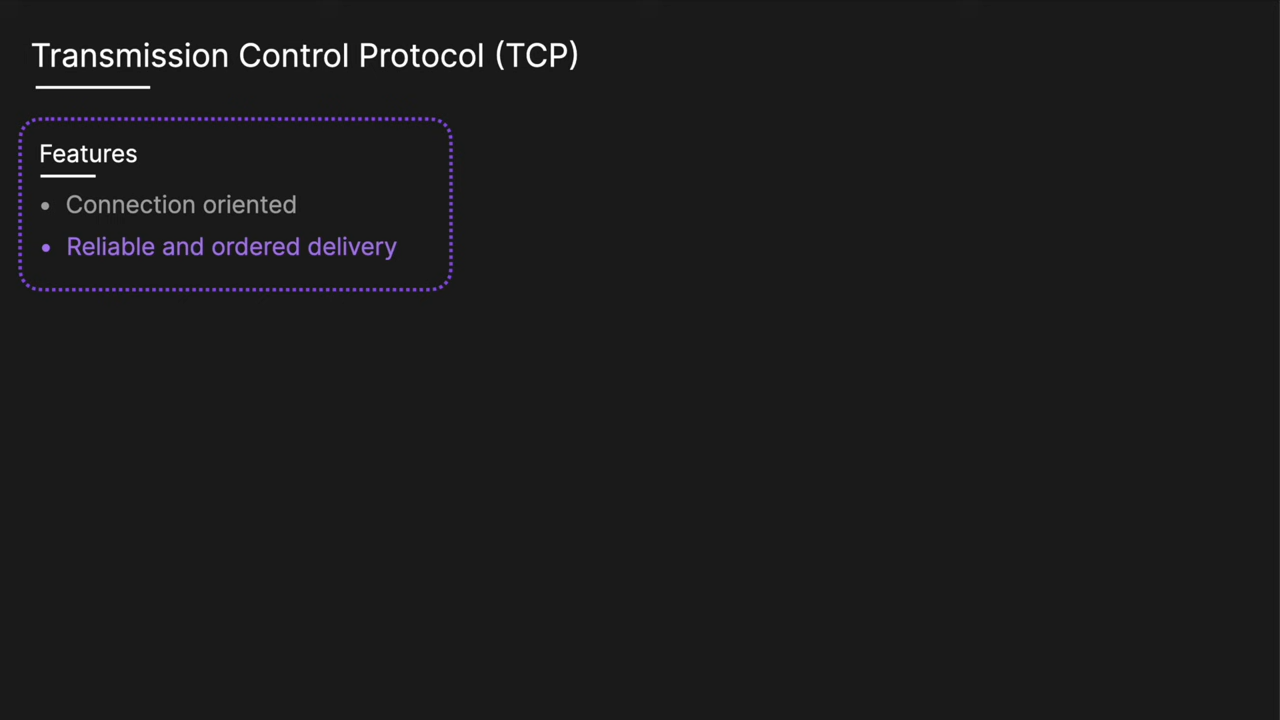 Transmission Control Protocol (TCP)
Features
• Connection oriented
• Reliable and ordered delivery